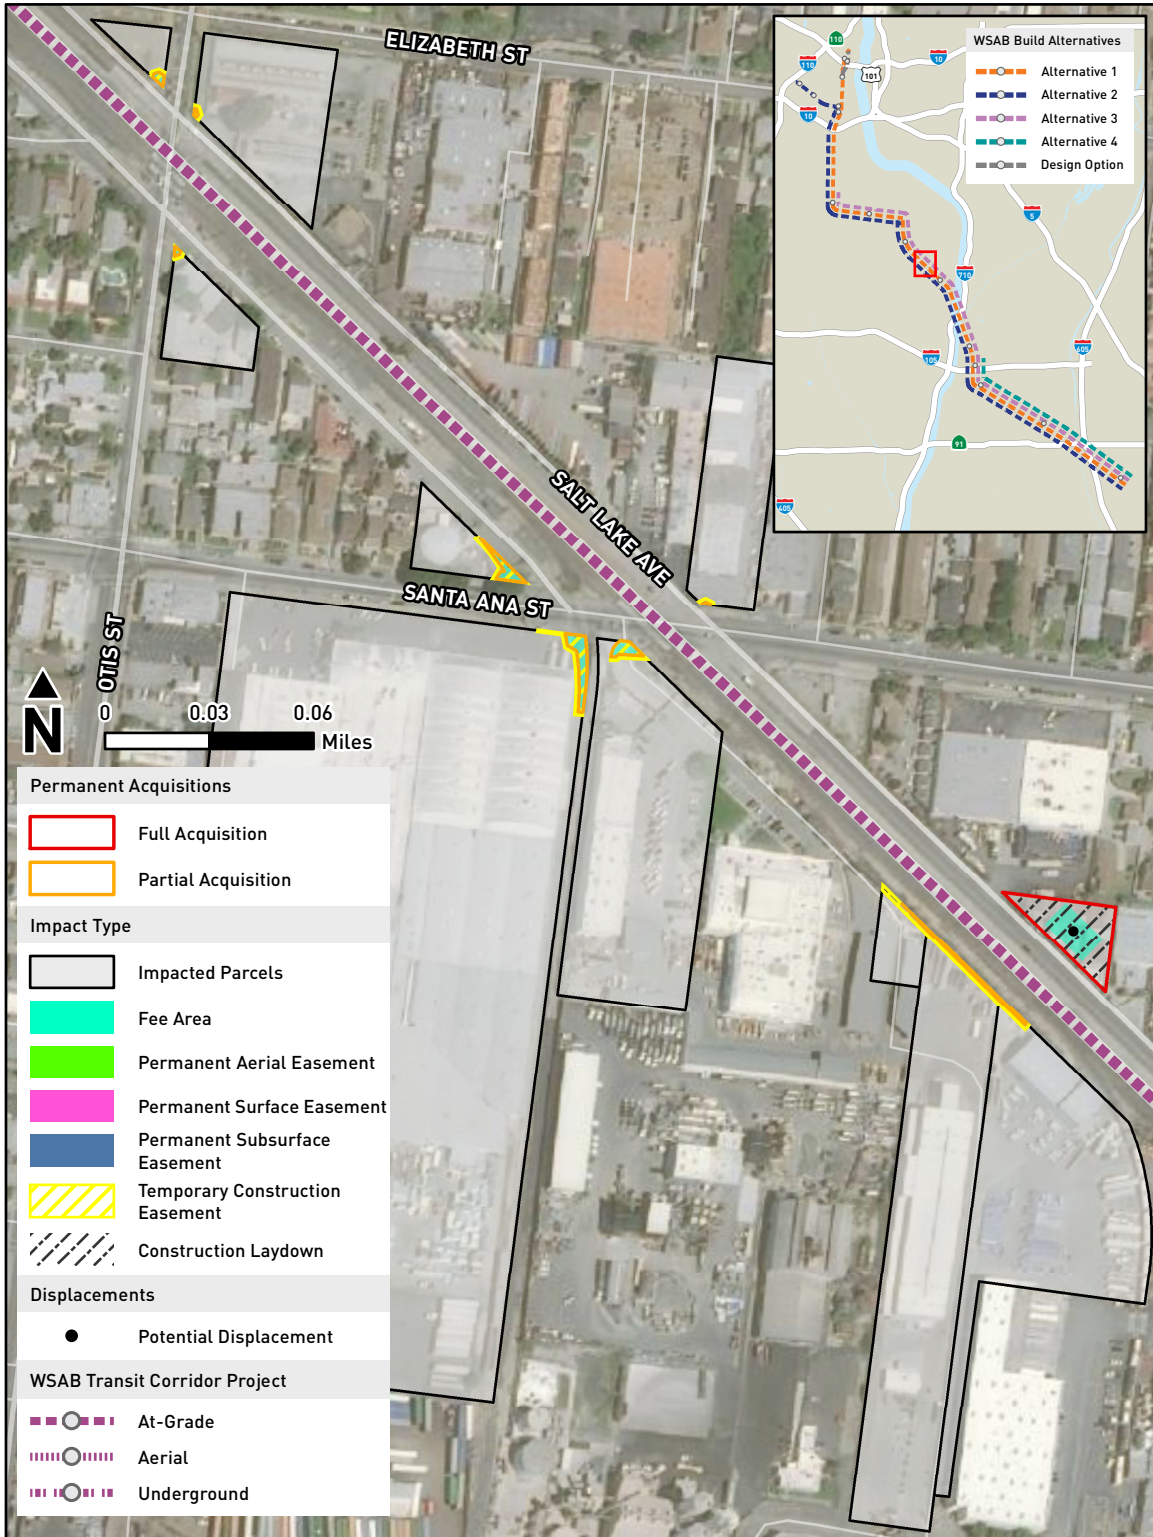 ELIZABETH ST
SALT LAKE AVE
SANTA ANA ST
OTIS ST
WSAB Build Alternatives
Alternative 1
Alternative 2
Alternative 3
Alternative 4
Design Option
110
110
101
10
10
5
710
105
605
91
405
N
0 0.03 0.06
Miles
Permanent Acquisitions
Full Acquisition
Partial Acquisition
Impact Type
Impacted Parcels
Fee Area
Permanent Aerial Easement
Permanent Surface Easement
Permanent Subsurface
Easement
Temporary Construction
Easement
Construction Laydown
Displacements
Potential Displacement
WSAB Transit Corridor Project
At-Grade
Aerial
Underground